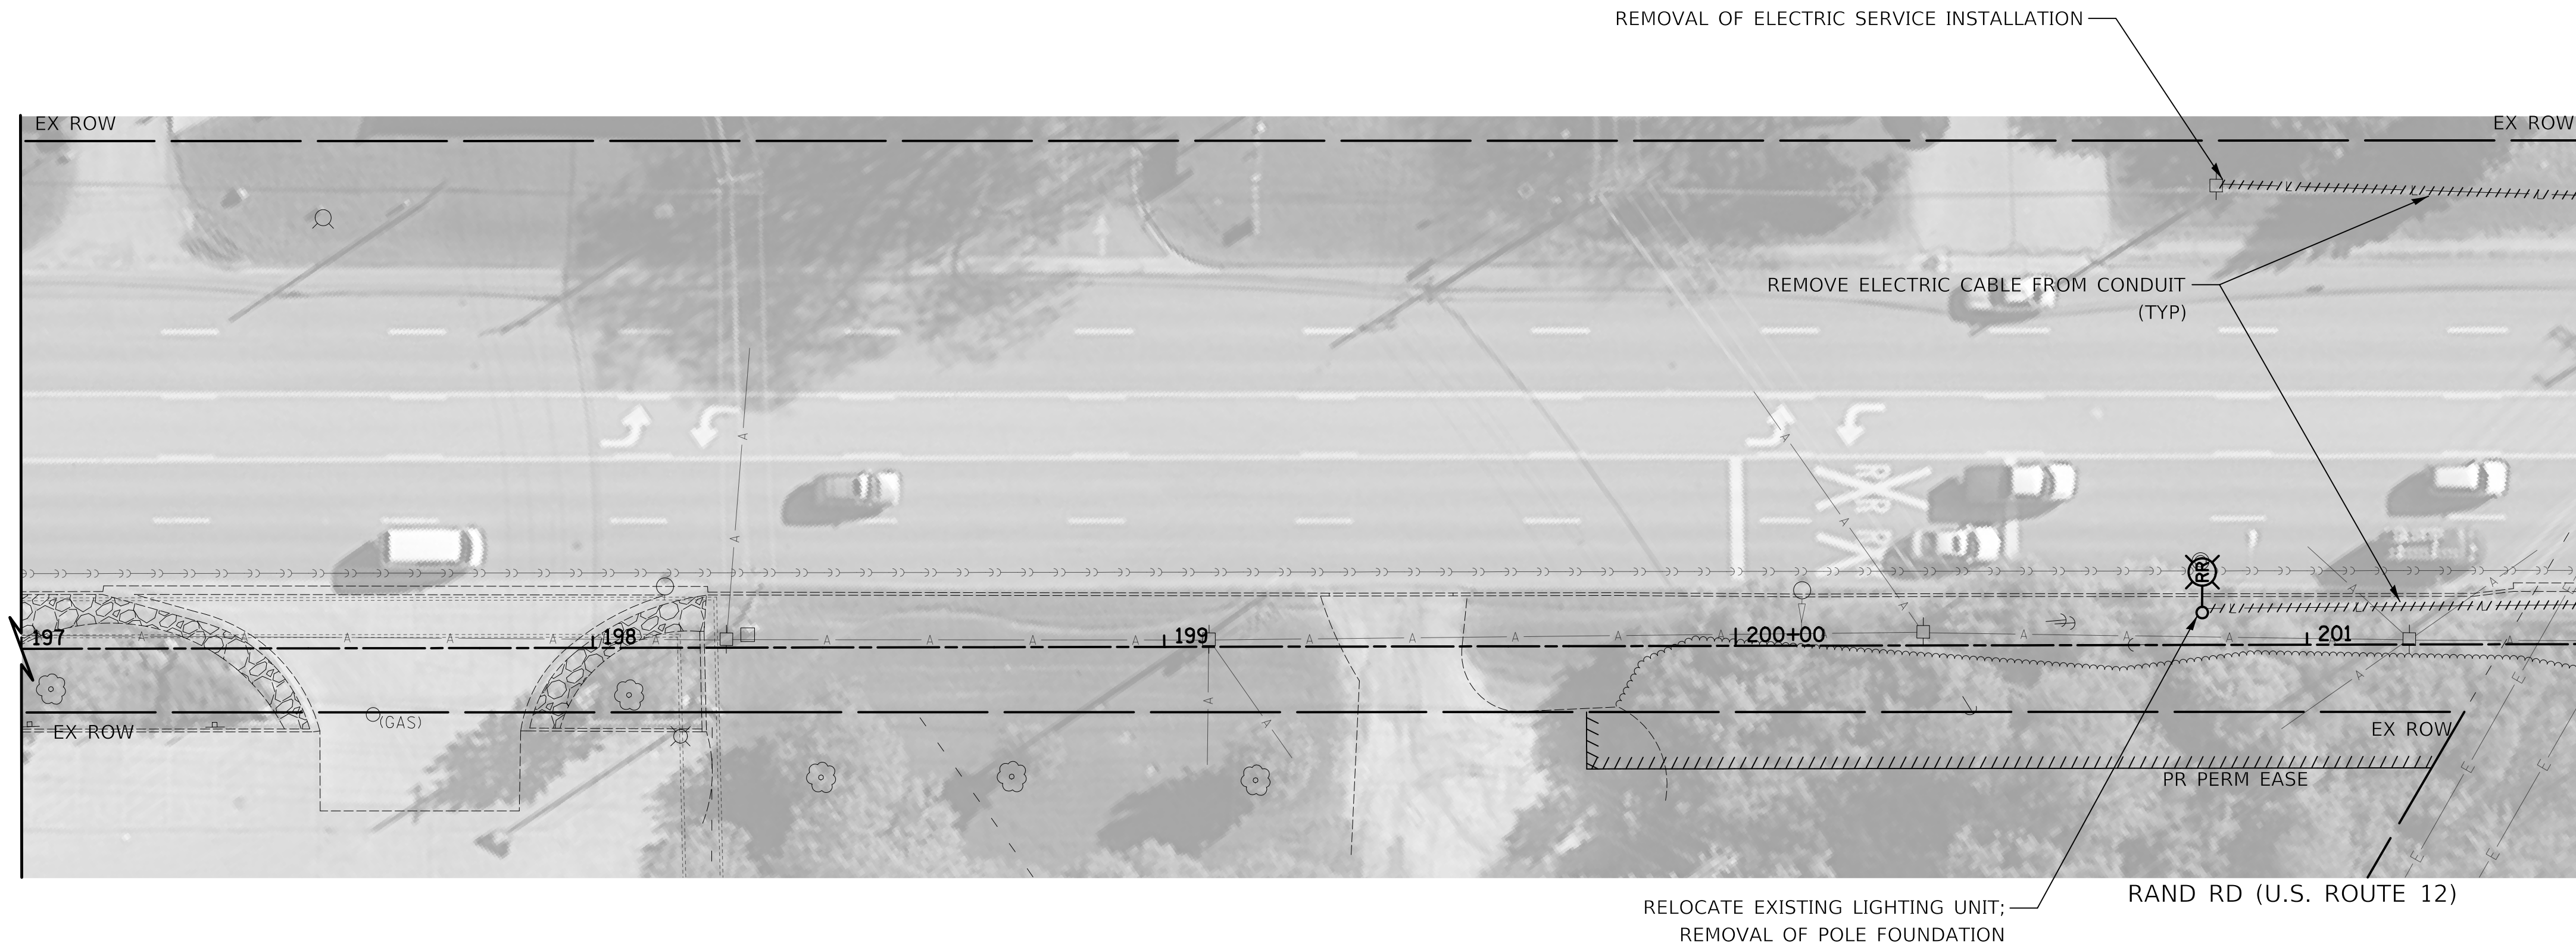 REMOVAL OF ELECTRIC SERVICE INSTALLATION
EX ROW
EX ROW
REMOVE ELECTRIC CABLE FROM CONDUIT
(TYP)
A
A
A
A
A
RR
A
A
197
A
A
A
A
198
A
A
A
A
199
A
A
A
A
200+00
A
A
201
A
A
A
A
A
(GAS)
EX ROW
EX ROW
PR PERM EASE
E
E
E
E
E
RAND RD (U.S. ROUTE 12)
RELOCATE EXISTING LIGHTING UNIT;
REMOVAL OF POLE FOUNDATION